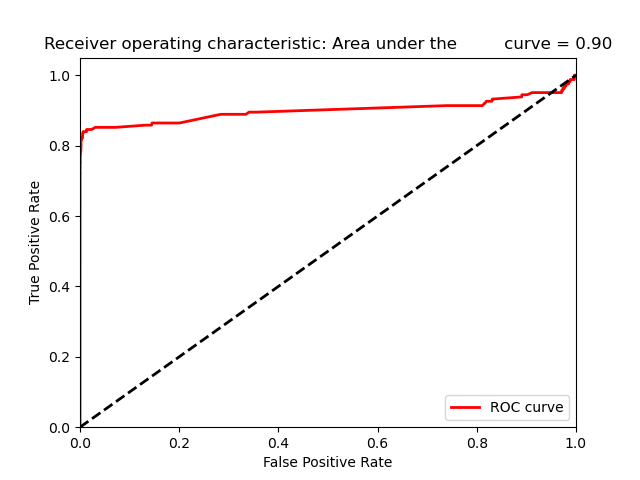 Receiver operating characteristic: Area under the         curve = 0.90
True Positive Rate
1.0
0.8
0.6
0.4
0.2
0.0
ROC curve
0.0 0.2 0.4 0.6 0.8 1.0
False Positive Rate